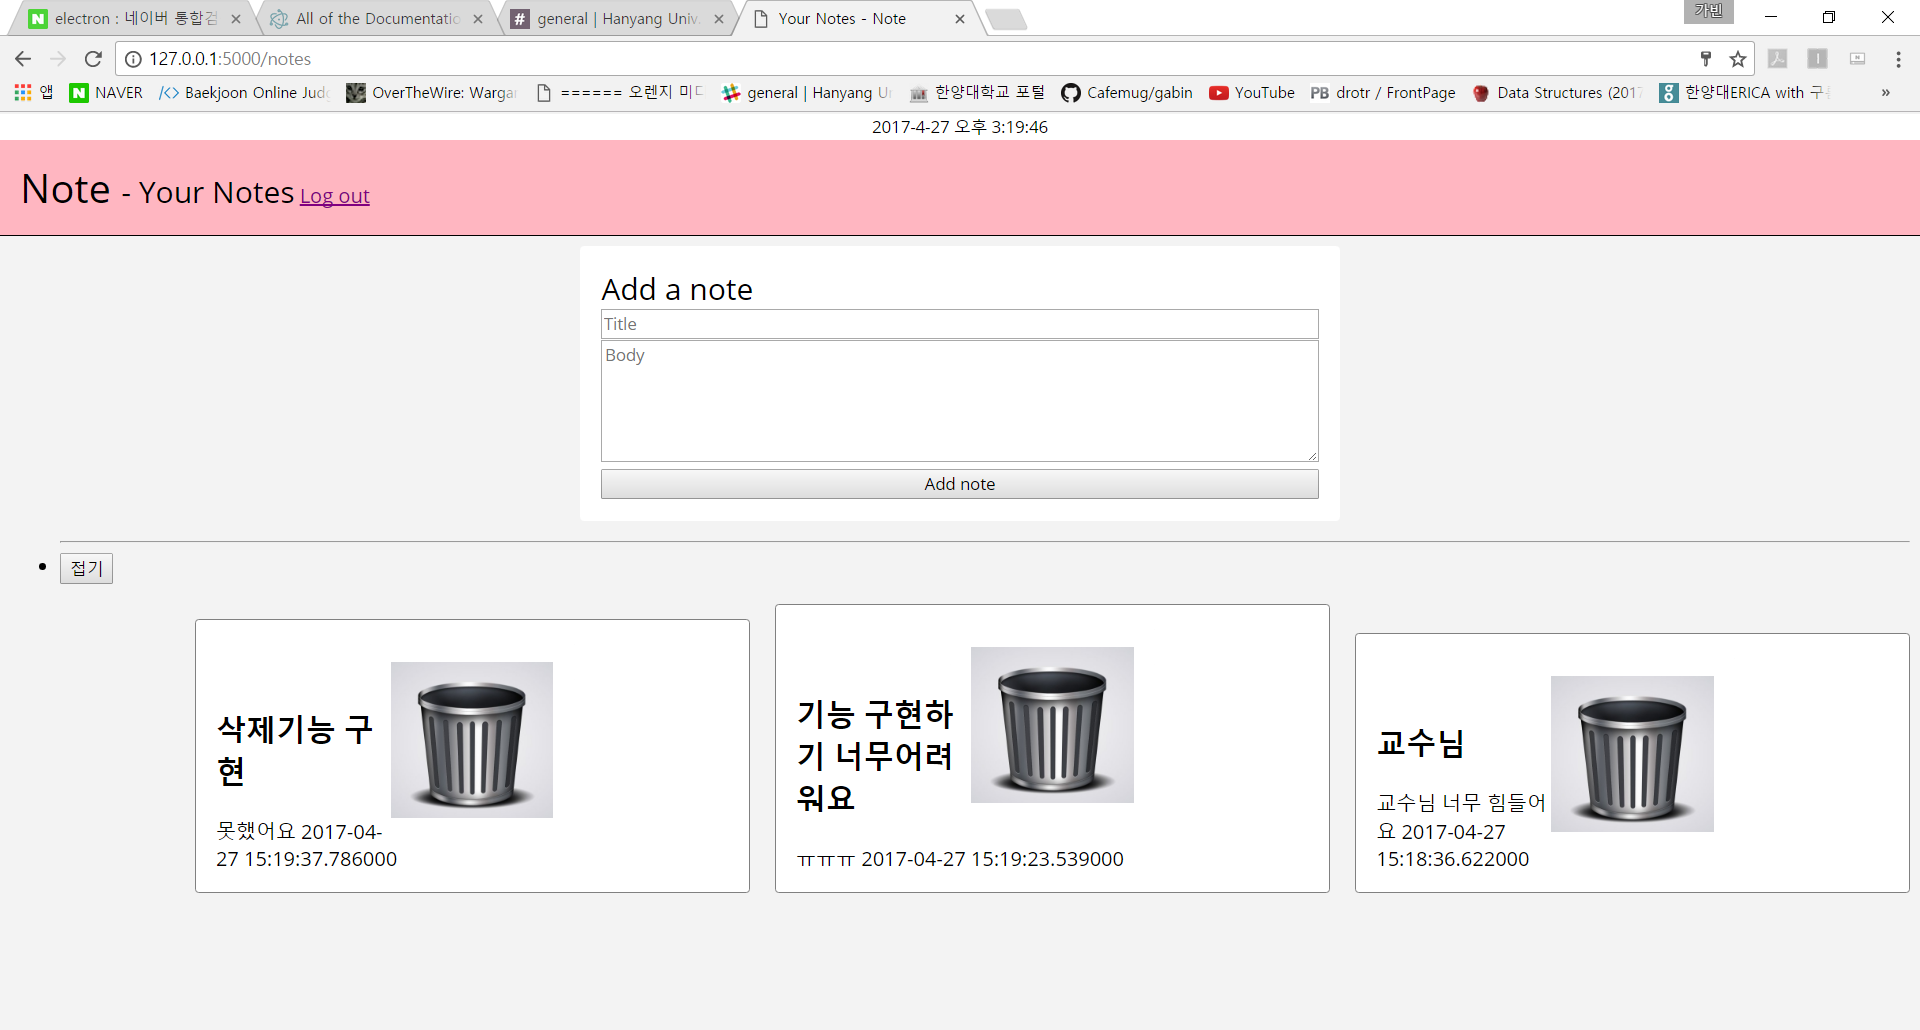 electron : 네이버 통합검
All of the Documentatio
general | Hanyang Univ.
Your Notes - Note
가빈
127.0.0.1:5000/notes
앱
NAVER
Baekjoon Online Judg
OverTheWire: Wargar
====== 오렌지 미디
general | Hanyang Un
한양대학교 포털
Cafemug/gabin
YouTube
PB drotr / FrontPage
Data Structures (2017
한양대ERICA with 구름
»
2017-4-27 오후 3:19:46
Note - Your Notes Log out
Add a note
Title
Body
Add note
접기
삭제기능 구
현
못했어요 2017-04-
27 15:19:37.786000
기능 구현하
기 너무어려
워요
ㅠㅠㅠ 2017-04-27 15:19:23.539000
교수님
교수님 너무 힘들어
요 2017-04-27
15:18:36.622000